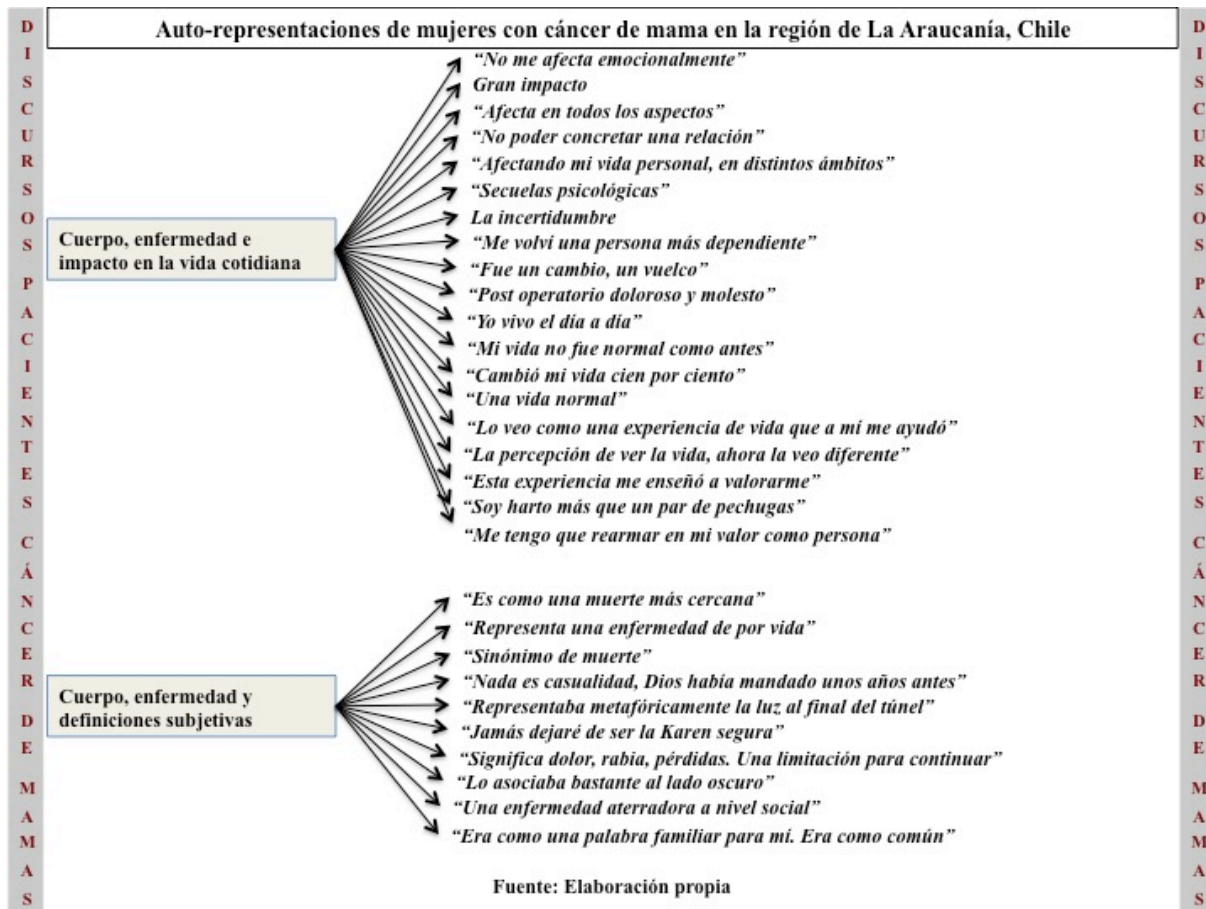 Auto-representaciones de mujeres con cáncer de mama en la región de La Araucanía, Chile
DISCURSOS PACIENTES CÁNCER DE MAMAS
Cuerpo, enfermedad e
impacto en la vida cotidiana
“No me afecta emocionalmente”
Gran impacto
“Afecta en todos los aspectos”
“No poder concretar una relación”
“Afectando mi vida personal, en distintos ámbitos”
“Secuelas psicológicas”
La incertidumbre
“Me volví una persona más dependiente”
“Fue un cambio, un vuelco”
“Post operatorio doloroso y molesto”
“Yo vivo el día a día”
“Mi vida no fue normal como antes”
“Cambió mi vida cien por ciento”
“Una vida normal”
“Lo veo como una experiencia de vida que a mí me ayudó”
“La percepción de ver la vida, ahora la veo diferente”
“Esta experiencia me enseñó a valorarme”
“Soy harto más que un par de pechugas”
“Me tengo que rearmar en mi valor como persona”
Cuerpo, enfermedad y
definiciones subjetivas
“Es como una muerte más cercana”
“Representa una enfermedad de por vida”
“Sinónimo de muerte”
“Nada es casualidad, Dios había mandado unos años antes”
“Representaba metafóricamente la luz al final del túnel”
“Jamás dejaré de ser la Karen segura”
“Significa dolor, rabia, pérdidas. Una limitación para continuar”
“Lo asociaba bastante al lado oscuro”
“Una enfermedad aterradora a nivel social”
“Era como una palabra familiar para mí. Era como común”
Fuente: Elaboración propia
DISCURSOS PACIENTES CÁNCER DE MAMAS